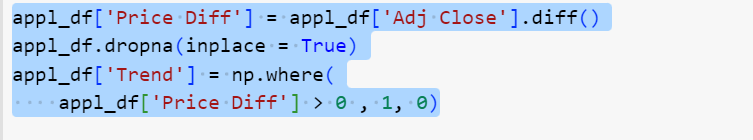 appl_df['Price Diff'] = appl_df['Adj Close'].diff()
appl_df.dropna(inplace = True)
appl_df['Trend'] = np.where(
    appl_df['Price Diff'] > 0 , 1, 0)